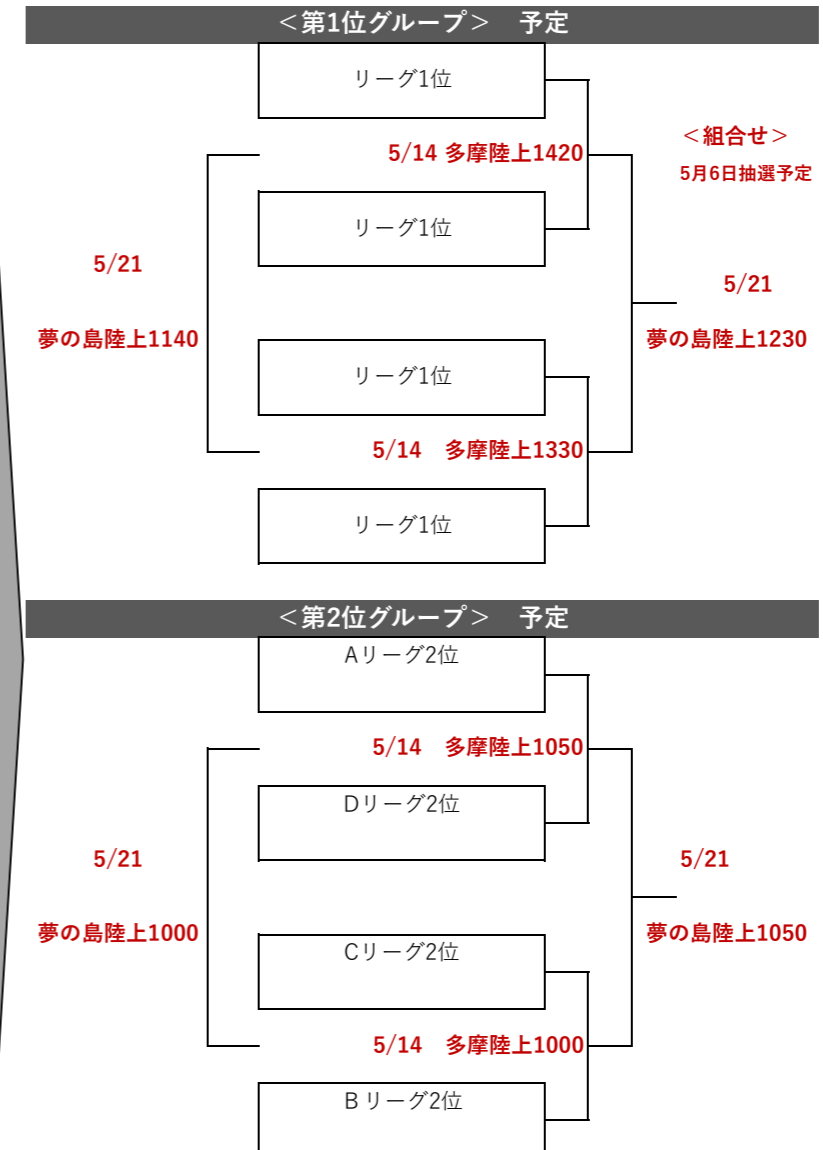 ＜第1位グループ＞　予定
リーグ1位
5/14 多摩陸上1420
＜組合せ＞
5月6日抽選予定
リーグ1位
5/21
夢の島陸上1140
5/21
夢の島陸上1230
リーグ1位
5/14　多摩陸上1330
リーグ1位
＜第2位グループ＞　予定
Aリーグ2位
5/14　多摩陸上1050
Dリーグ2位
5/21
夢の島陸上1000
5/21
夢の島陸上1050
Cリーグ2位
5/14　多摩陸上1000
Bリーグ2位